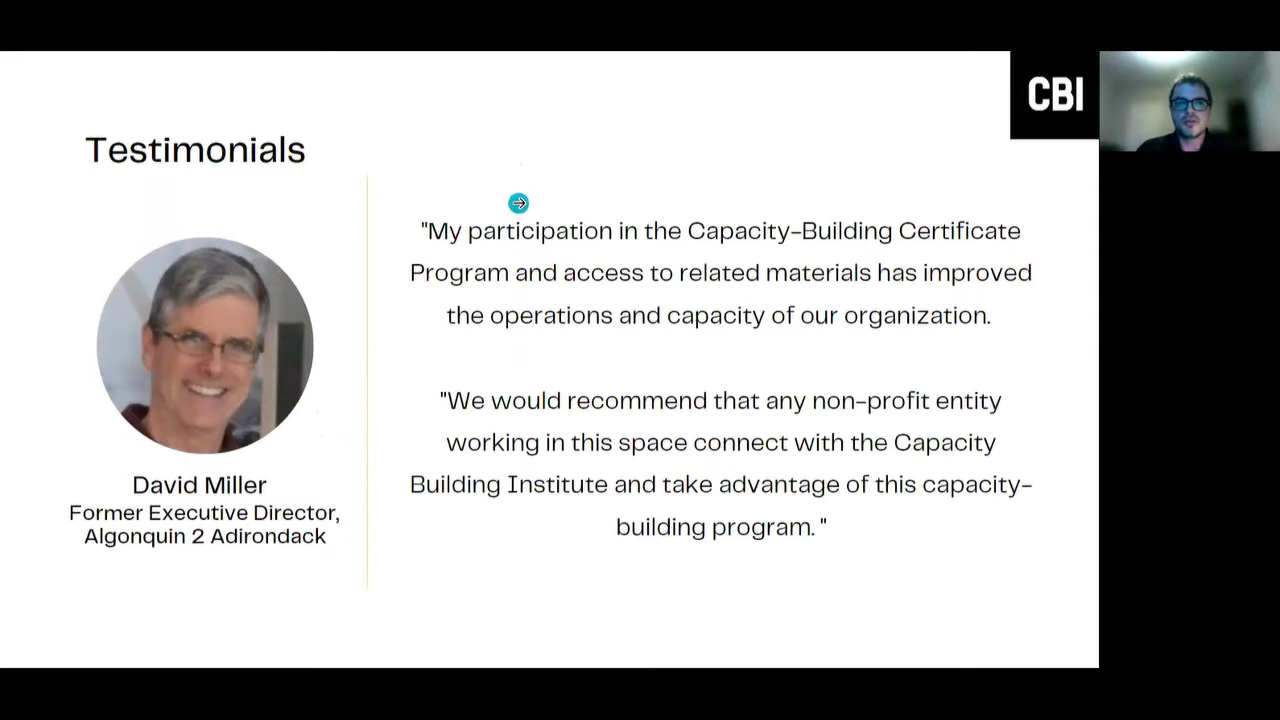 CBI
Testimonials
"My participation in the Capacity-Building Certificate
Program and access to related materials has improved
the operations and capacity of our organization.
"We would recommend that any non-profit entity
working in this space connect with the Capacity
Building Institute and take advantage of this capacity-
building program. "
David Miller
Former Executive Director,
Algonquin 2 Adirondack